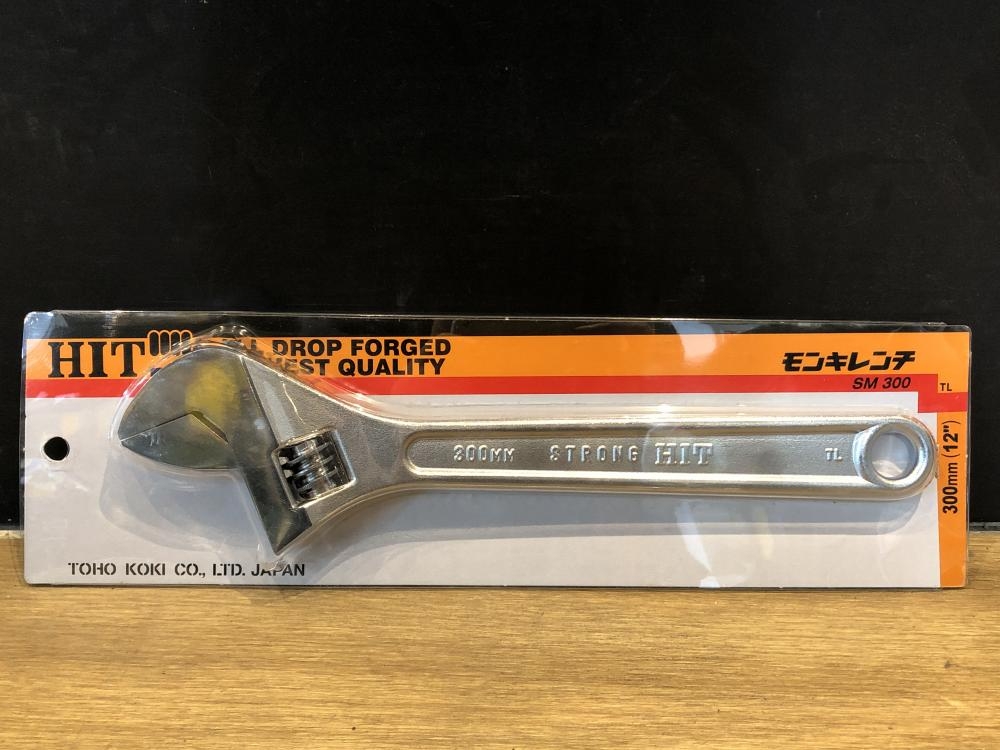 HIT
DROP FORGED
QUALITY
モンキレンチ
SM 300
TL
300MM STRONG HIT TL
300mm (12")
TOHO KOKI CO., LTD. JAPAN